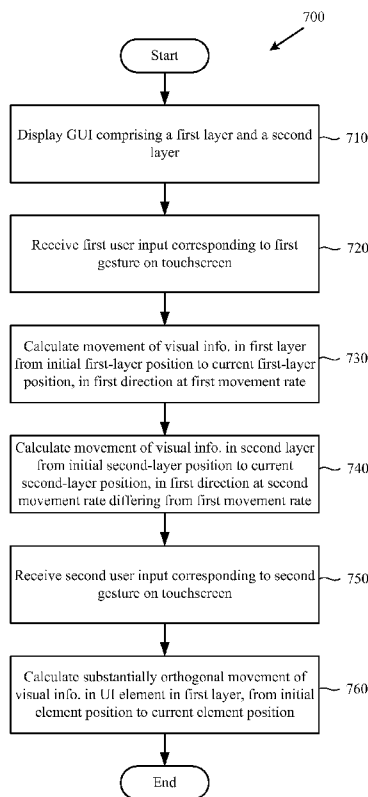 700
Start
Display GUI comprising a first layer and a second
layer
710
Receive first user input corresponding to first
gesture on touchscreen
720
Calculate movement of visual info. in first layer
from initial first-layer position to current first-layer
position, in first direction at first movement rate
730
Calculate movement of visual info. in second layer
from initial second-layer position to current
second-layer position, in first direction at second
movement rate differing from first movement rate
740
Receive second user input corresponding to second
gesture on touchscreen
750
Calculate substantially orthogonal movement of
visual info. in UI element in first layer, from initial
element position to current element position
760
End